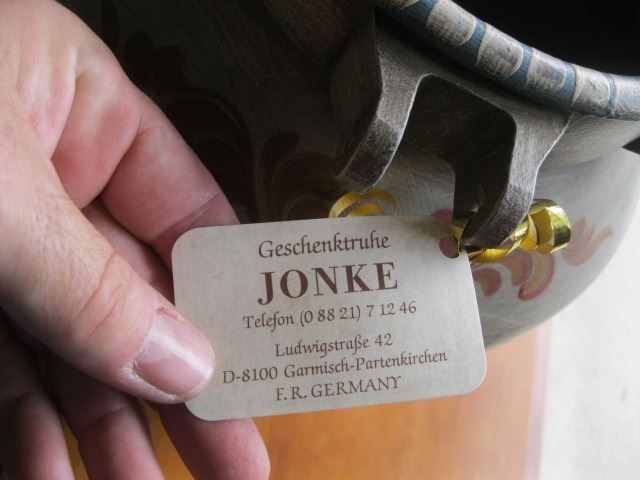 Geschenktruhe
JONKE
Telefon (0 88 21) 7 12 46
Ludwigstraße 42
D-8100 Garmisch-Partenkirchen
F. R. GERMANY